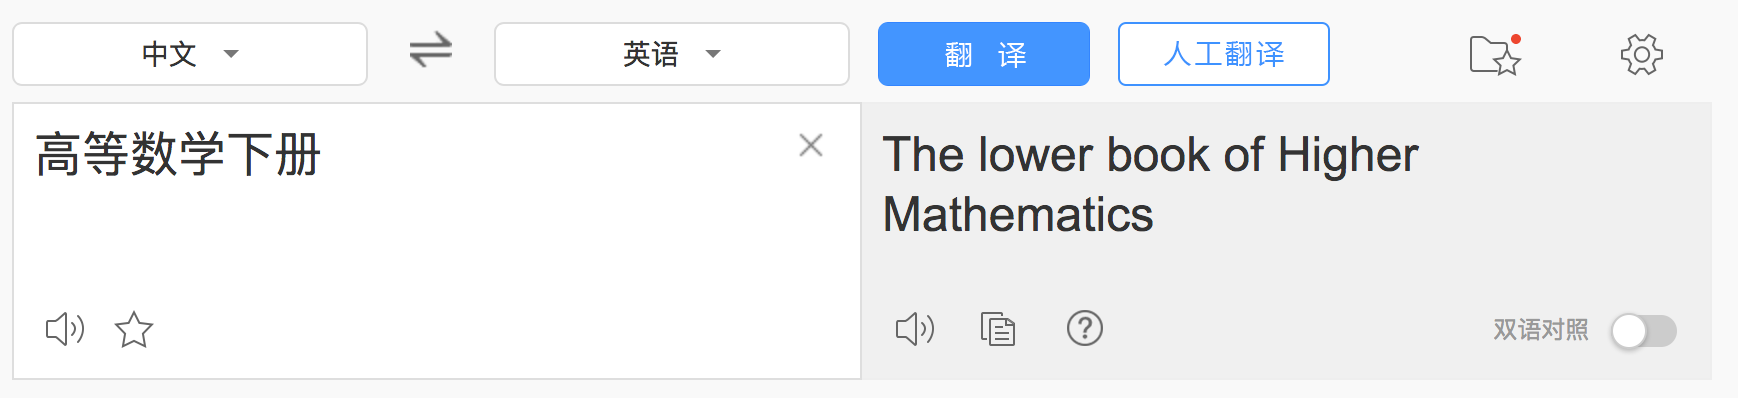 中文
英语
翻 译
人工翻译
高等数学下册
The lower book of Higher
Mathematics
双语对照